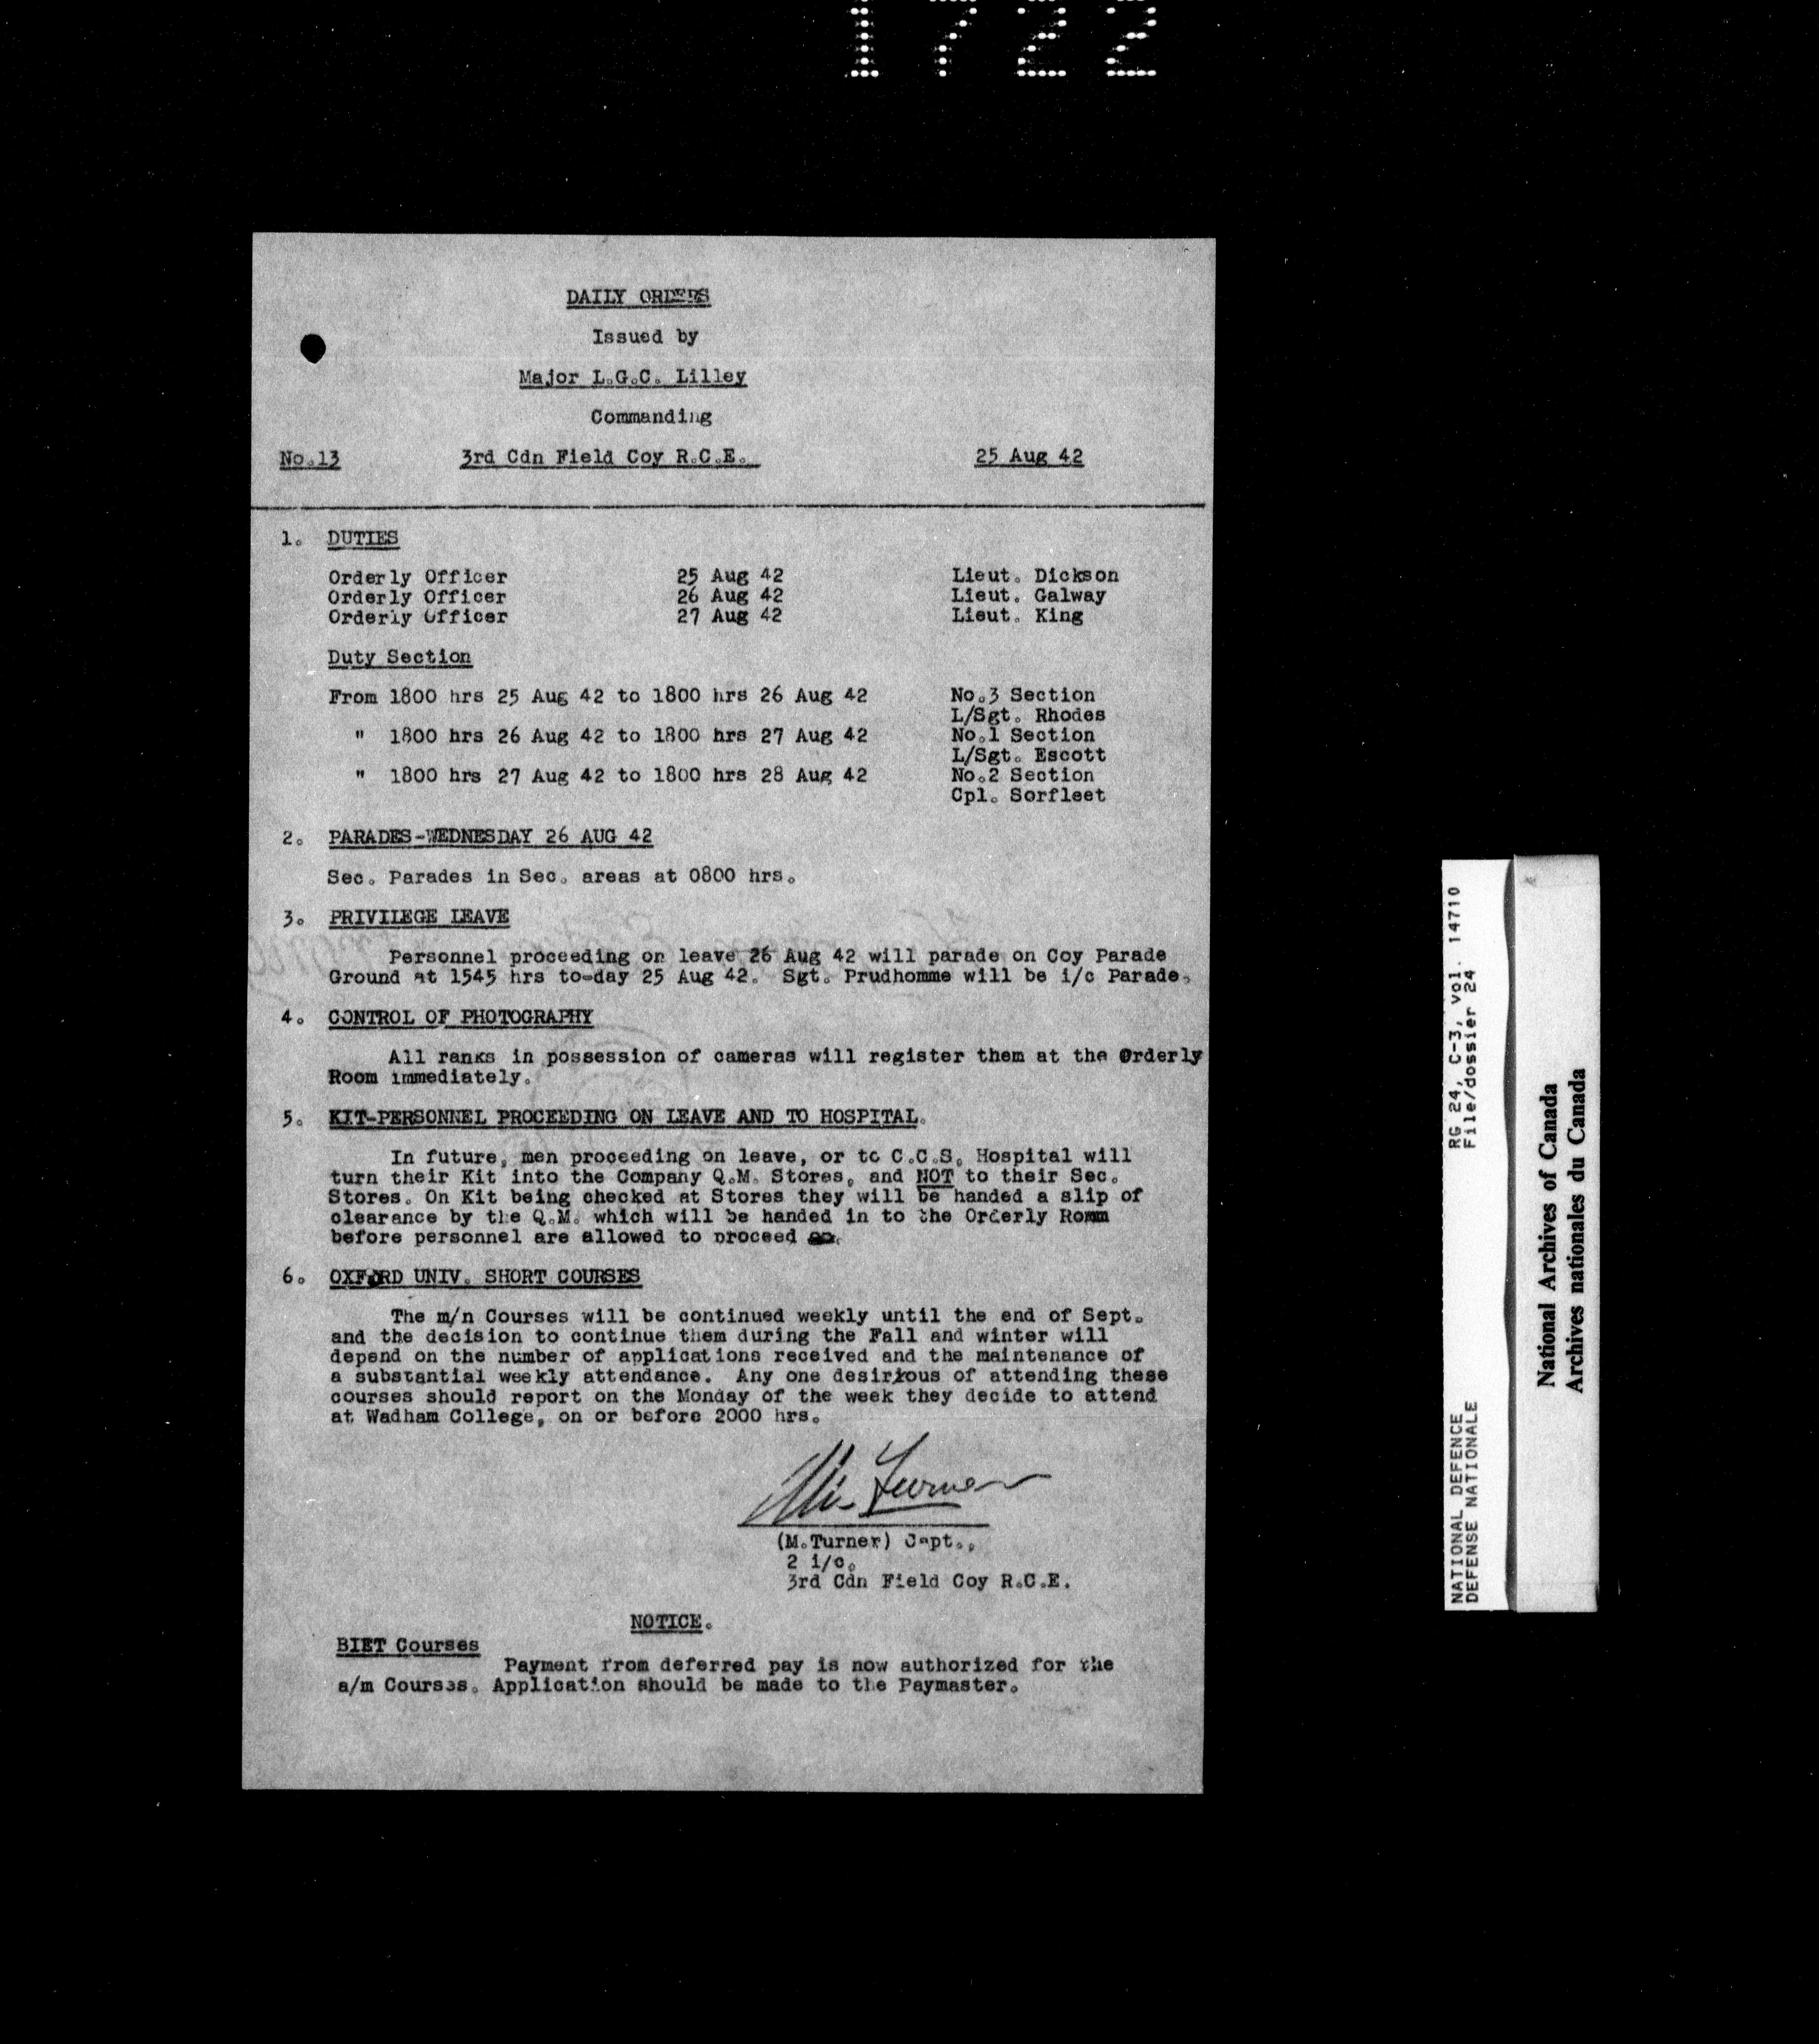 1722
DAILY ORDERS
Issued by
Major L.G.C. Lilley
Commanding
No.13 3rd Cdn Field Coy R.C.E. 25 Aug 42
1. DUTIES
Orderly Officer 25 Aug 42 Lieut. Dickson
Orderly Officer 26 Aug 42 Lieut. Galway
Orderly Officer 27 Aug 42 Lieut. King
Duty Section
From 1800 hrs 25 Aug 42 to 1800 hrs 26 Aug 42 No.3 Section
L/Sgt. Rhodes
" 1800 hrs 26 Aug 42 to 1800 hrs 27 Aug 42 No.1 Section
L/Sgt. Escott
" 1800 hrs 27 Aug 42 to 1800 hrs 28 Aug 42 No.2 Section
Cpl. Sorfleet
2. PARADES-WEDNESDAY 26 AUG 42
Sec. Parades in Sec. areas at 0800 hrs.
3. PRIVILEGE LEAVE
Personnel proceeding on leave 26 Aug 42 will parade on Coy Parade
Ground at 1545 hrs to-day 25 Aug 42. Sgt. Prudhomme will be i/c Parade.
4. CONTROL OF PHOTOGRAPHY
All ranks in possession of cameras will register them at the Orderly
Room immediately.
5. KIT-PERSONNEL PROCEEDING ON LEAVE AND TO HOSPITAL.
In future, men proceeding on leave, or to C.C.S. Hospital will
turn their Kit into the Company Q.M. Stores, and NOT to their Sec.
Stores. On Kit being checked at Stores they will be handed a slip of
clearance by the Q.M. which will be handed in to the Orderly Romm
before personnel are allowed to proceed
6. OXFORD UNIV. SHORT COURSES
The m/n Courses will be continued weekly until the end of Sept.
and the decision to continue them during the Fall and winter will
depend on the number of applications received and the maintenance of
a substantial weekly attendance. Any one desirious of attending these
courses should report on the Monday of the week they decide to attend
at Wadham College, on or before 2000 hrs.
Turner
(M.Turner) Capt.,
2 i/c.
3rd Cdn Field Coy R.C.E.
NOTICE.
BIET Courses
Payment from deferred pay is now authorized for the
a/m Courses. Application should be made to the Paymaster.
NATIONAL DEFENCE RG 24, C-3, vol. 14710
DEFENSE NATIONALE File/dossier 24
National Archives of Canada
Archives nationales du Canada